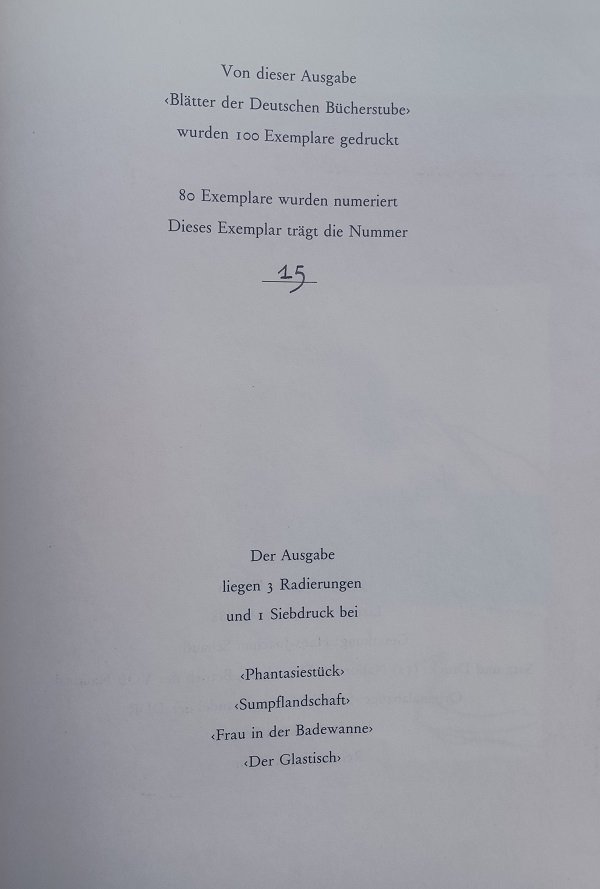 Von dieser Ausgabe
‹Blätter der Deutschen Bücherstube›
wurden 100 Exemplare gedruckt
80 Exemplare wurden numeriert
Dieses Exemplar trägt die Nummer
15
Der Ausgabe
liegen 3 Radierungen
und 1 Siebdruck bei
‹Phantasiestück›
‹Sumpflandschaft›
‹Frau in der Badewanne›
‹Der Glastisch›